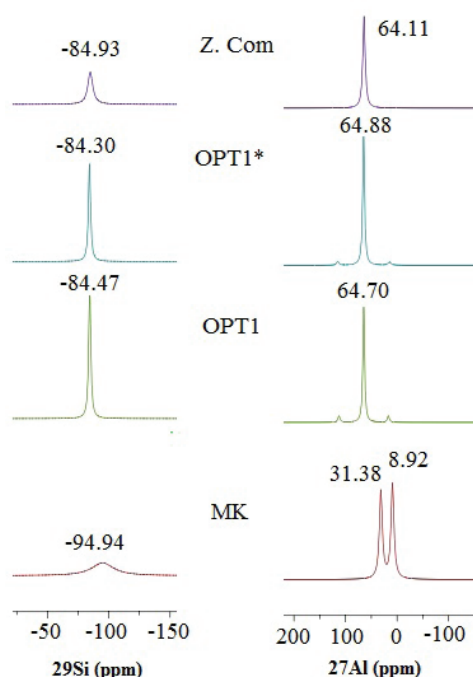 -84.93 Z. Com 64.11
-84.30 OPT1* 64.88
-84.47 OPT1 64.70
-94.94 MK 31.38 8.92
-50 -100 -150 200 100 0 -100
29Si (ppm) 27Al (ppm)